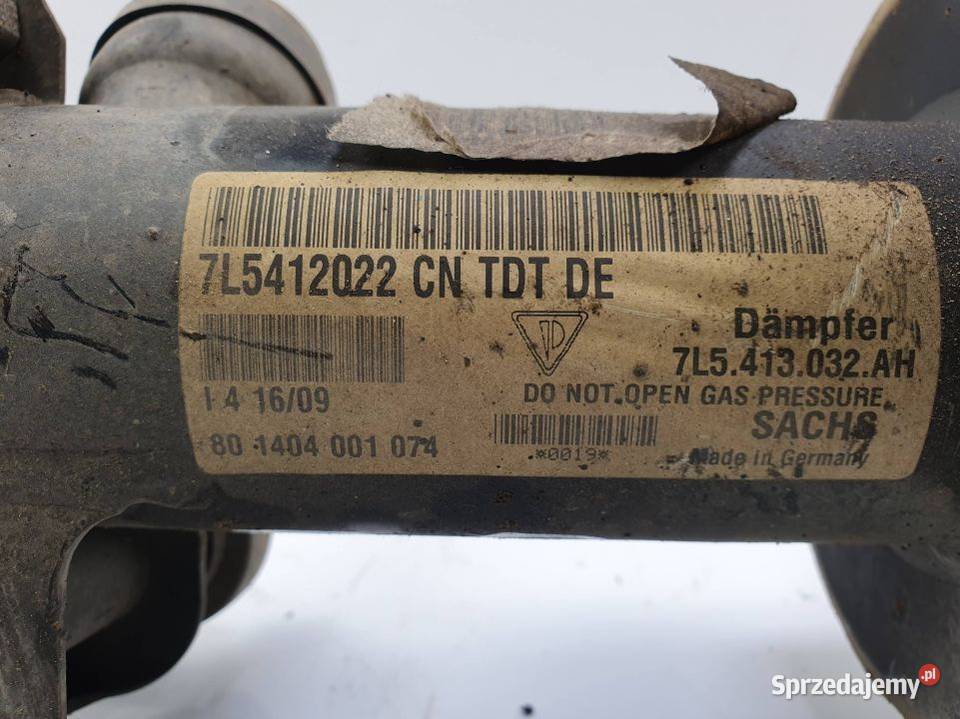 7L5412022 CN TDT DE
Dämpfer
7L5.413.032.AH
I 4 16/09
DO NOT OPEN GAS PRESSURE
80 1404 001 074
*0019*
SACHS
Made in Germany
Sprzedajemy.pl